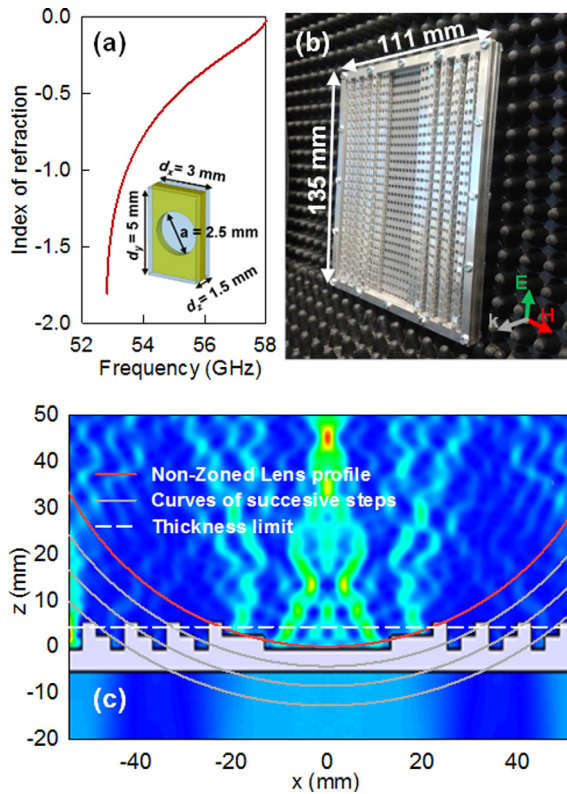 (a)
0.0
-0.5
-1.0
-1.5
-2.0
Index of refraction
dx= 3 mm
dy= 5 mm
a = 2.5 mm
dz= 1.5 mm
52
54
56
58
Frequency (GHz)
(b)
111 mm
135 mm
E
H
k
50
40
30
20
10
0
-10
-20
z (mm)
Non-Zoned Lens profile
Curves of succesive steps
Thickness limit
(c)
-40
-20
0
20
40
x (mm)